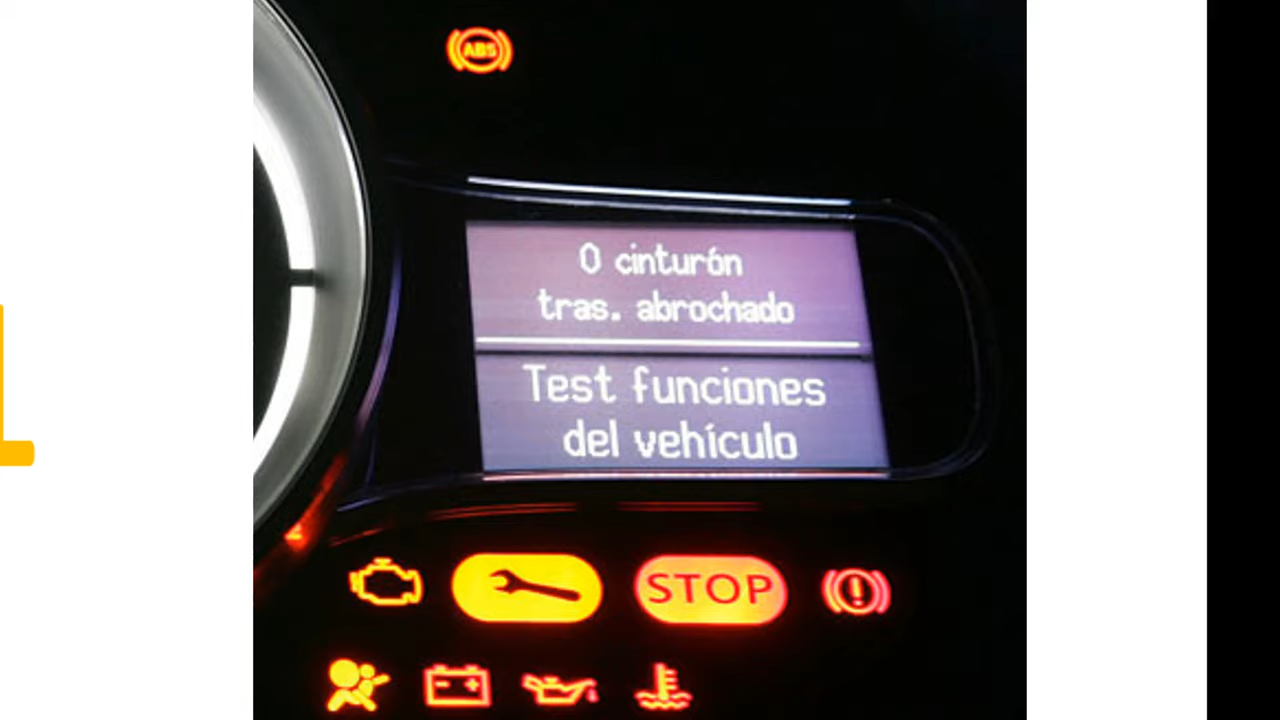 ABS
0 cinturón
tras. abrochado
Test funciones
del vehículo
STOP